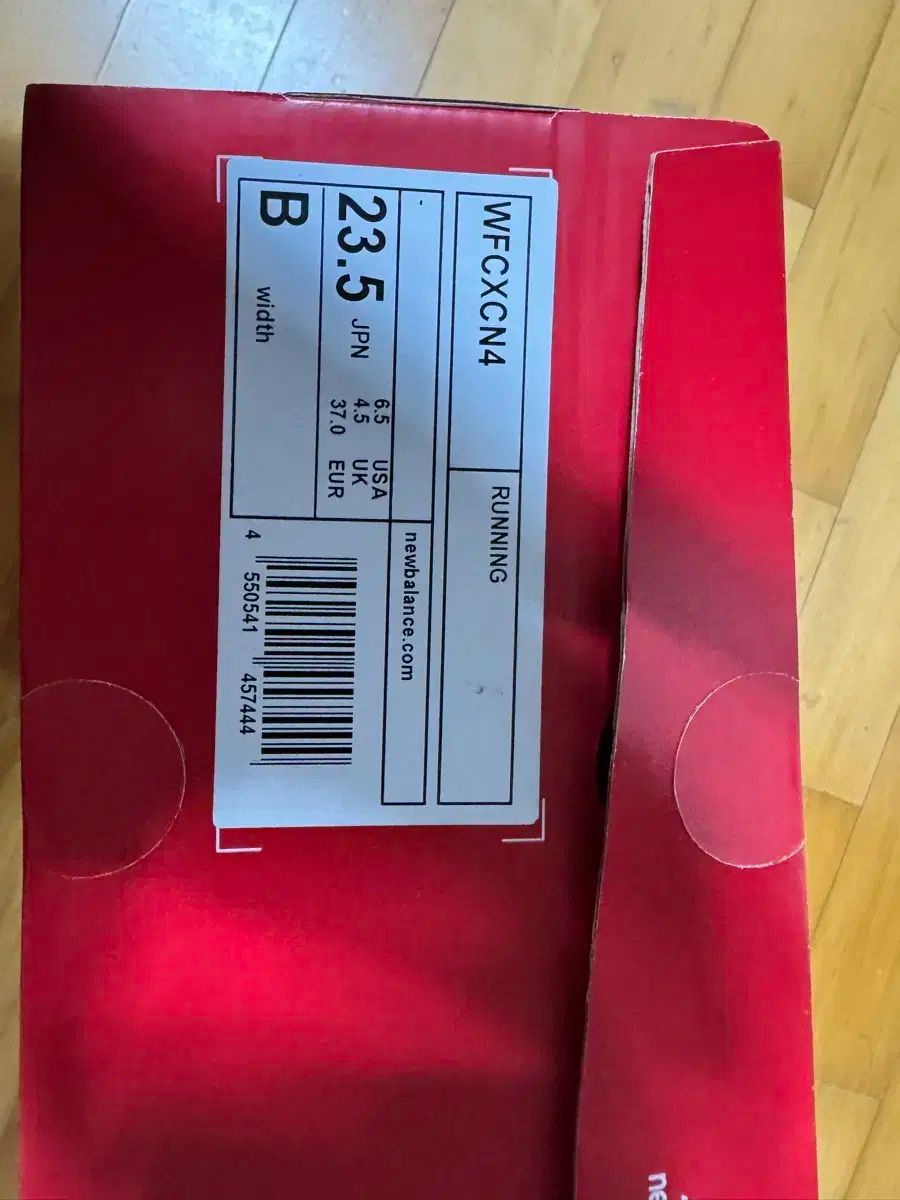 WFCXCN4
RUNNING
newbalance.com
23.5 JPN
6.5 USA
4.5 UK
37.0 EUR
B width
4 550541 457444
ne